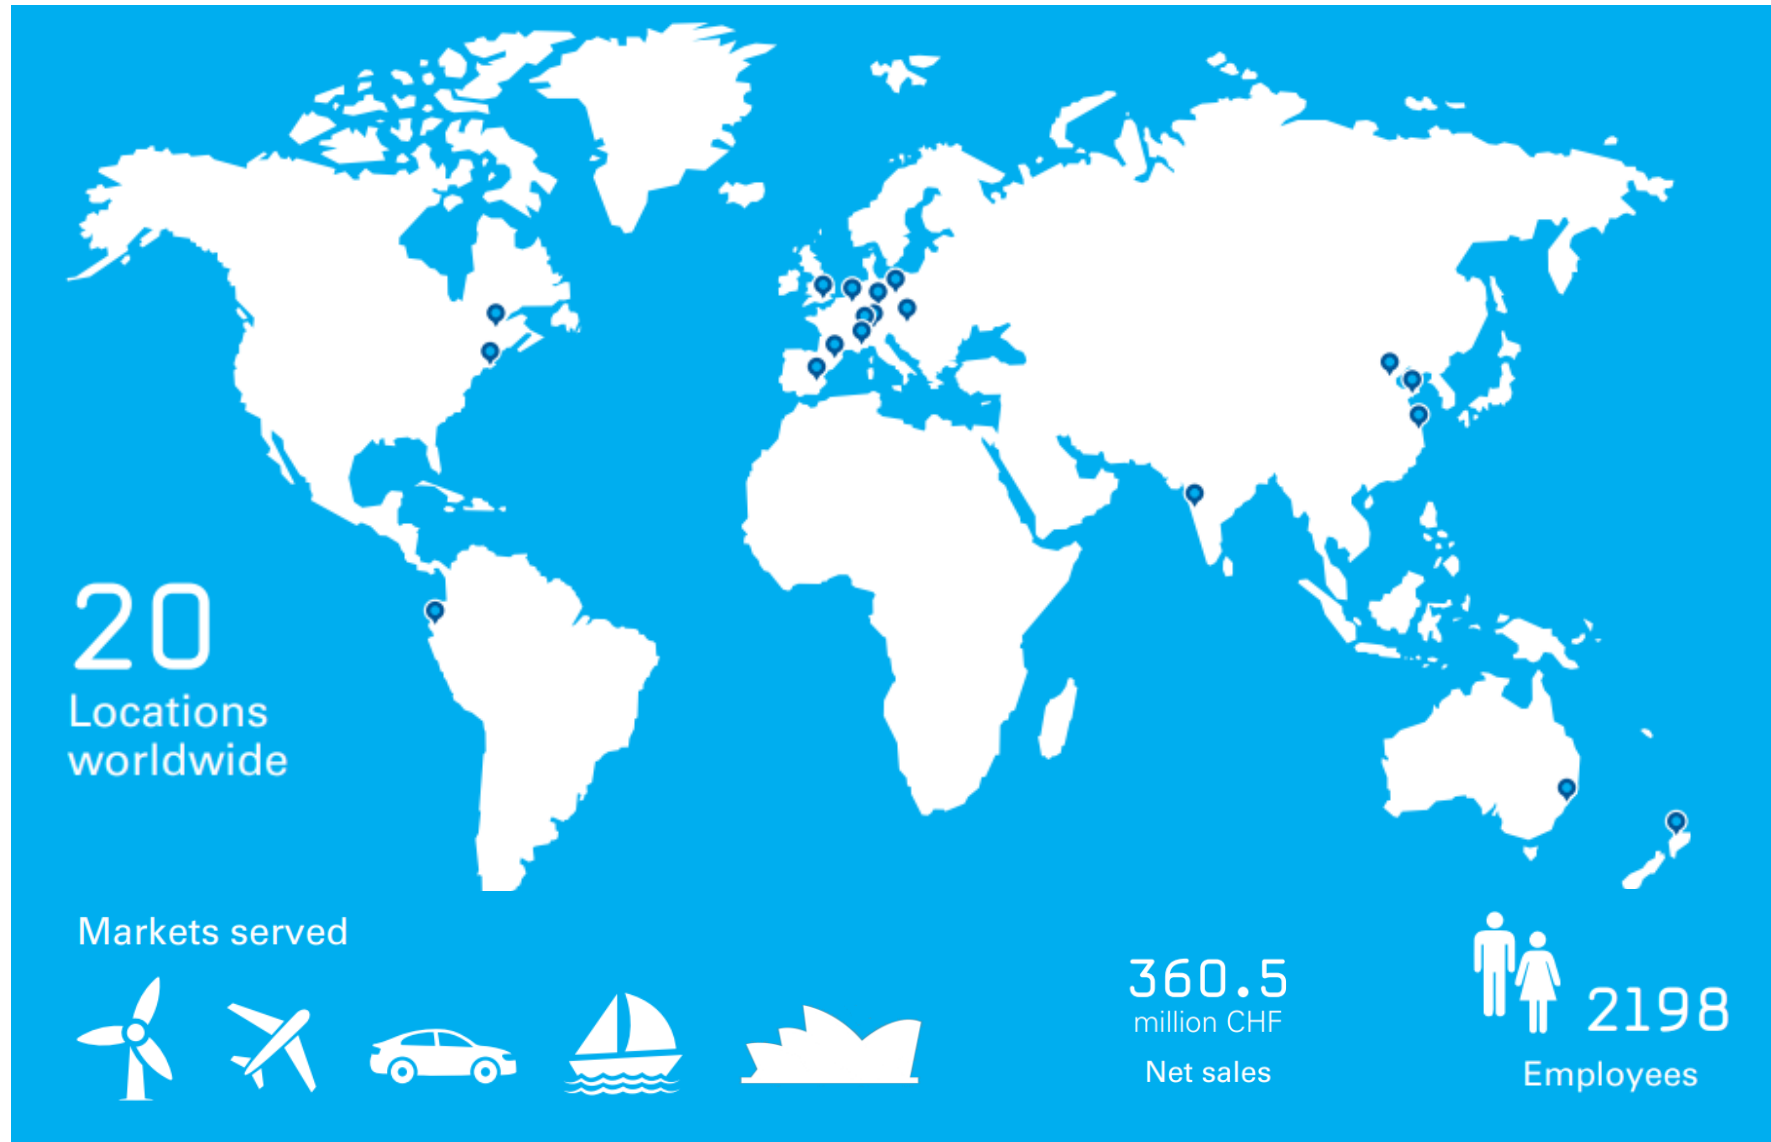 20
Locations
worldwide
Markets served
360.5
million CHF
Net sales
2198
Employees